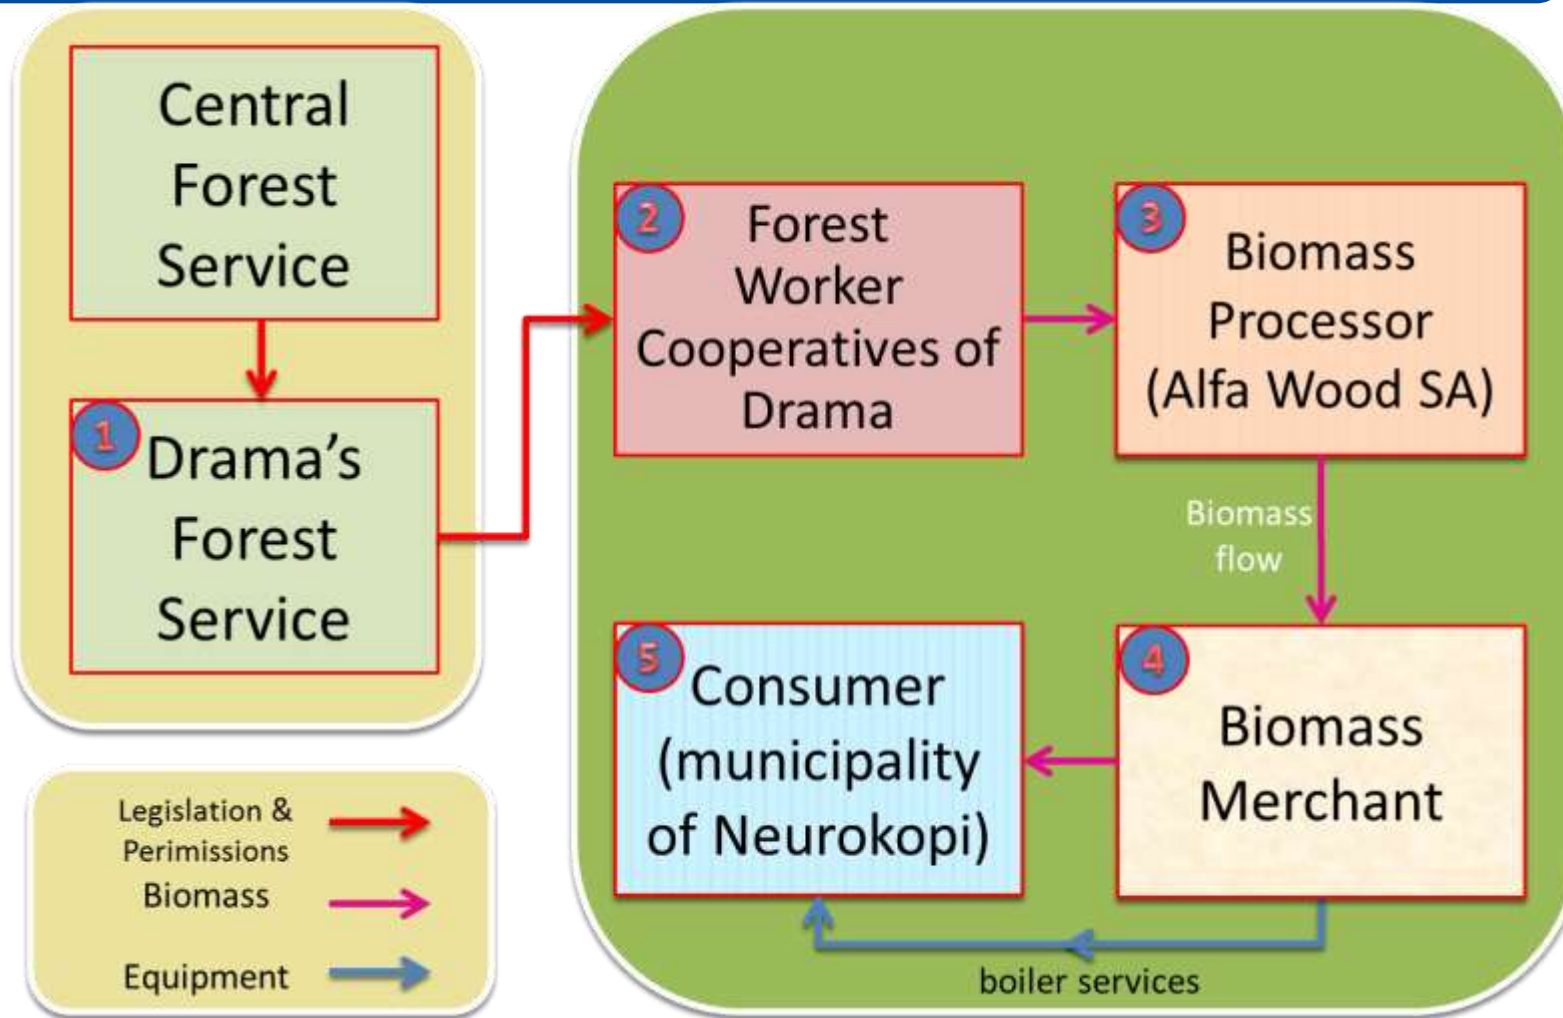 Central
Forest
Service
1
Drama’s
Forest
Service
2
Forest
Worker
Cooperatives of
Drama
3
Biomass
Processor
(Alfa Wood SA)
Biomass
flow
4
Biomass
Merchant
5
Consumer
(municipality
of Neurokopi)
boiler services
Legislation &
Perimissions
Biomass
Equipment